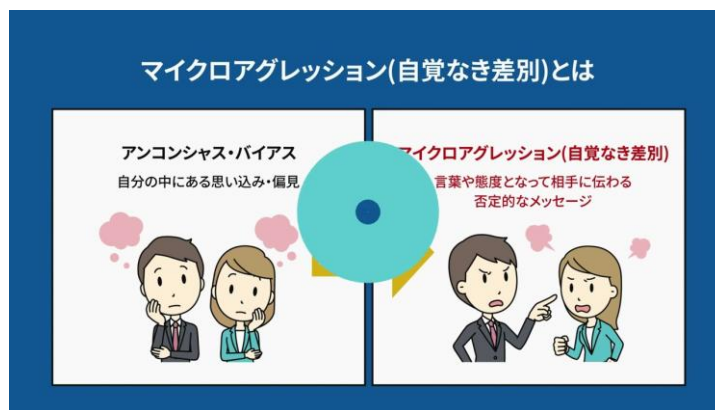 マイクロアグレッション(自覚なき差別)とは
アンコンシャス・バイアス
自分の中にある思い込み・偏見
イクロアグレッション(自覚なき差別)
言葉や態度となって相手に伝わる
否定的なメッセージ